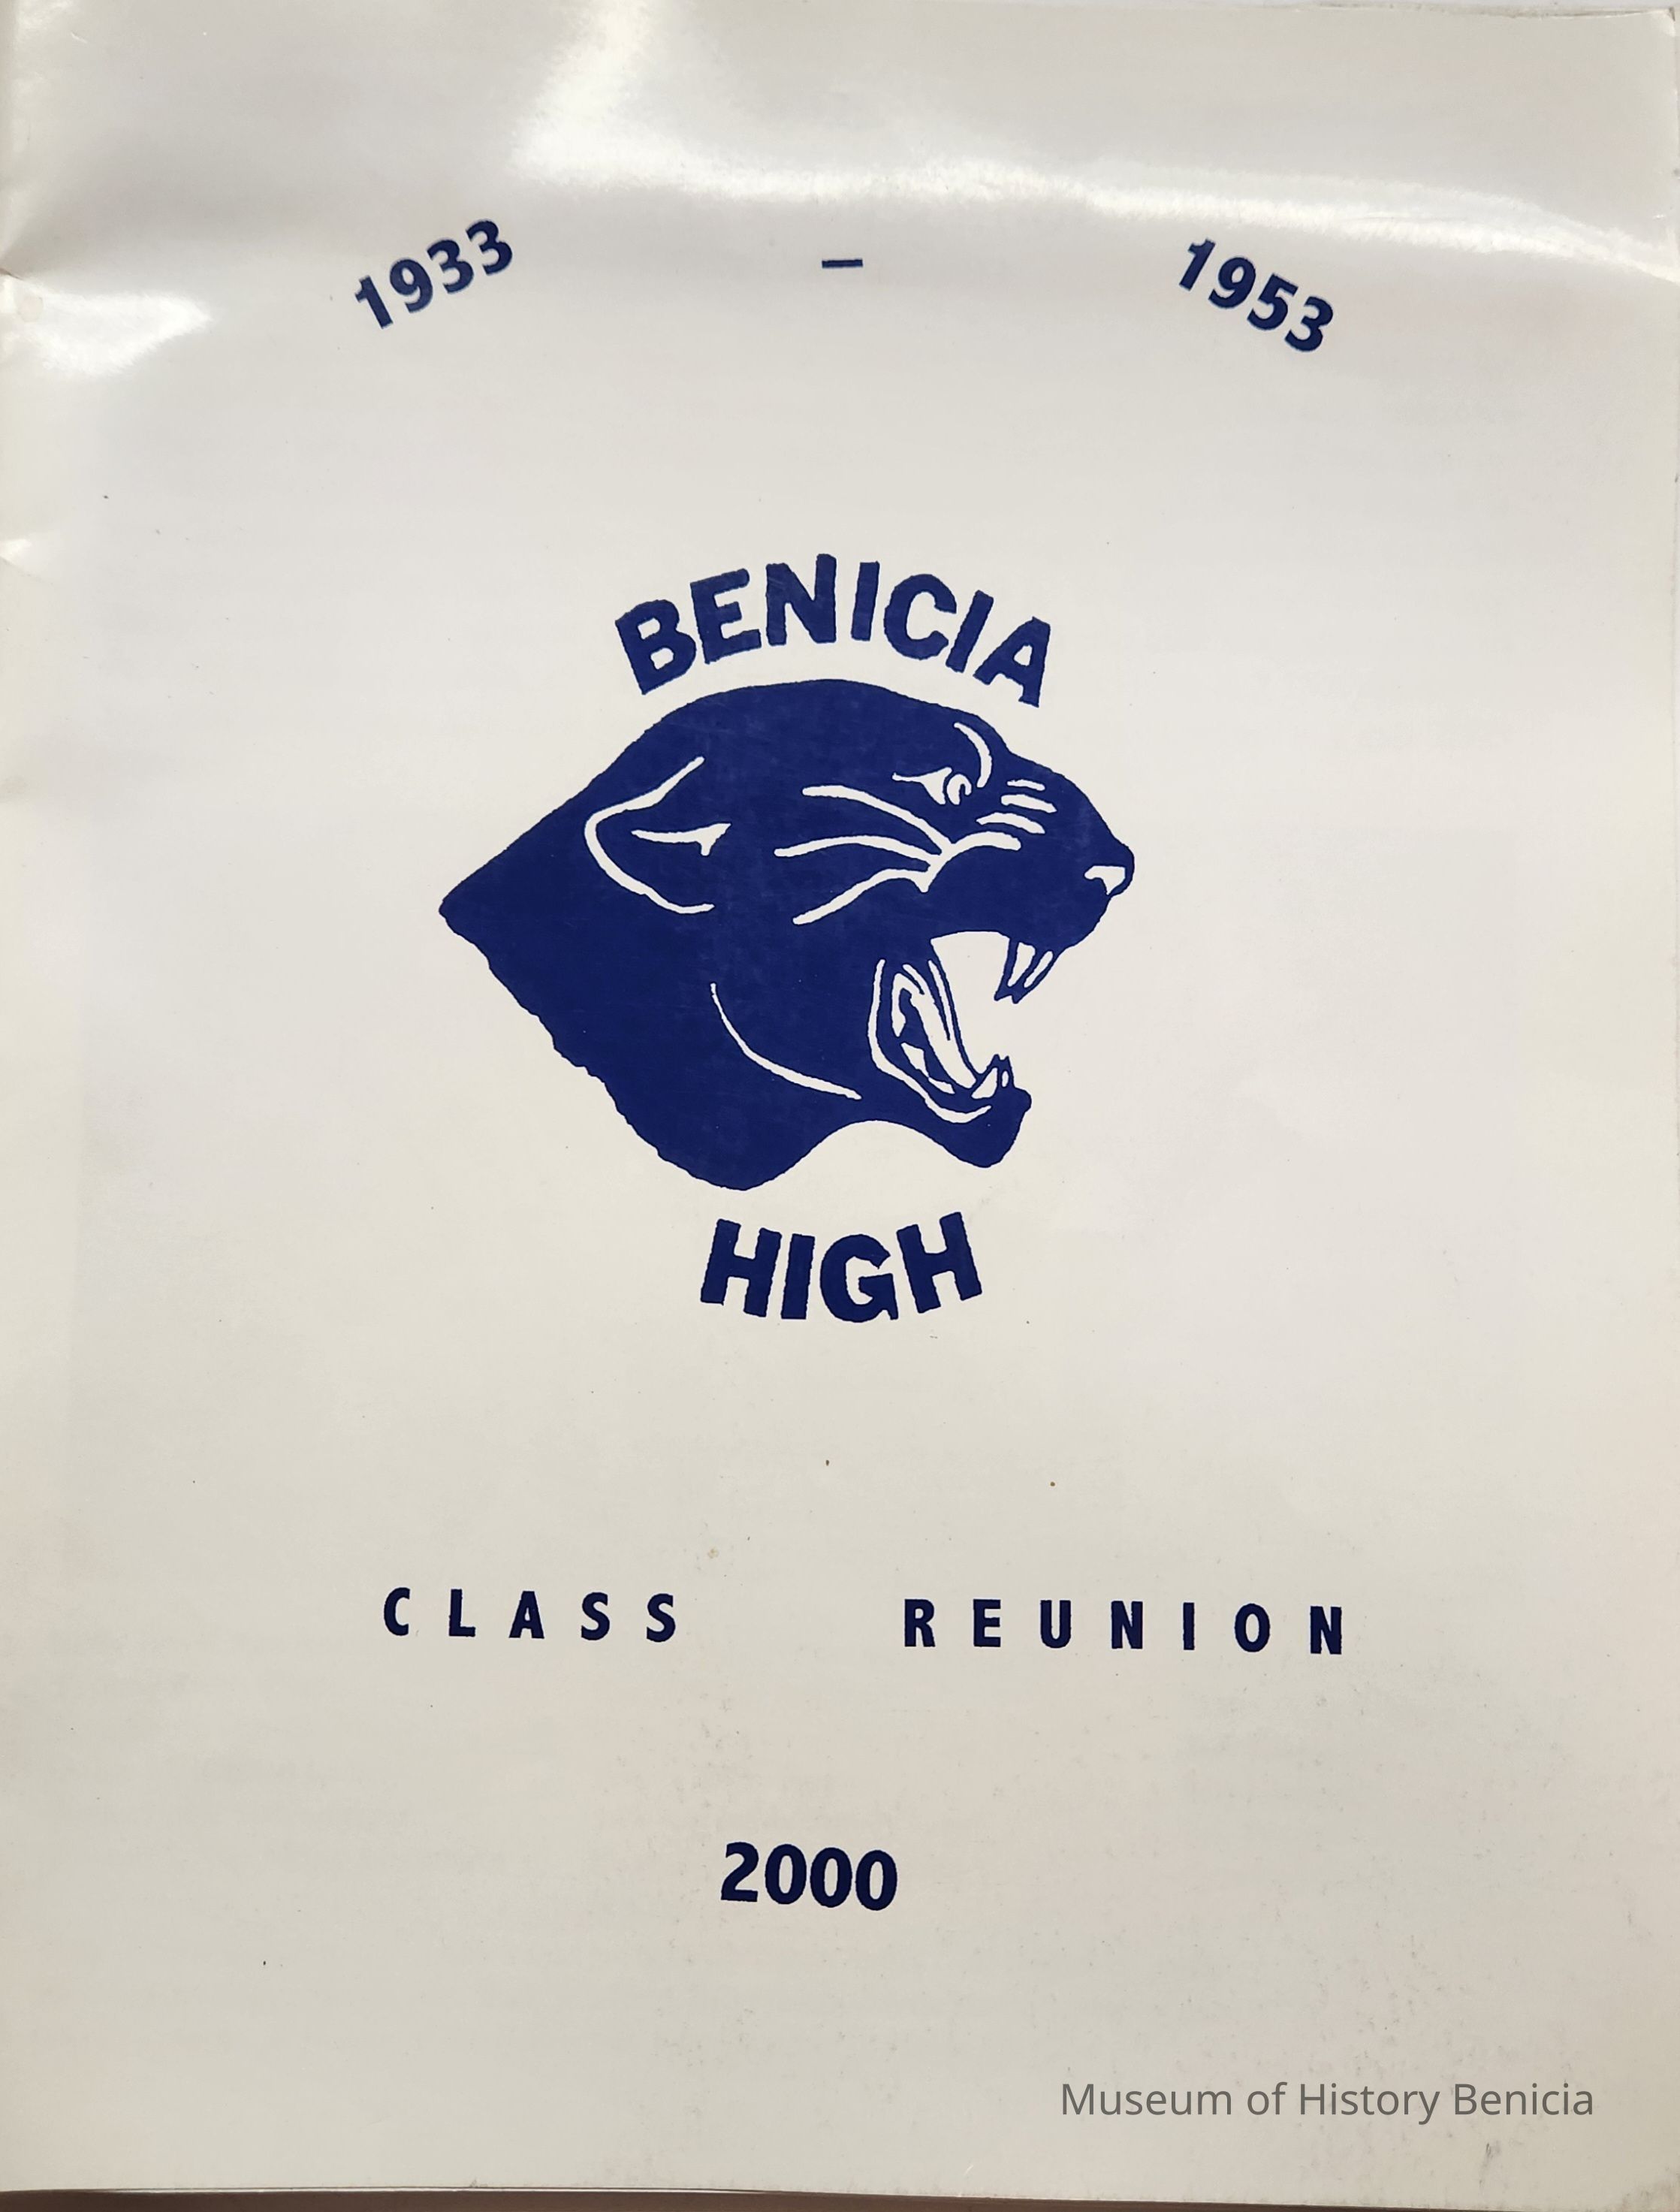 1933 – 1953
BENICIA
HIGH
CLASS REUNION
2000
Museum of History Benicia